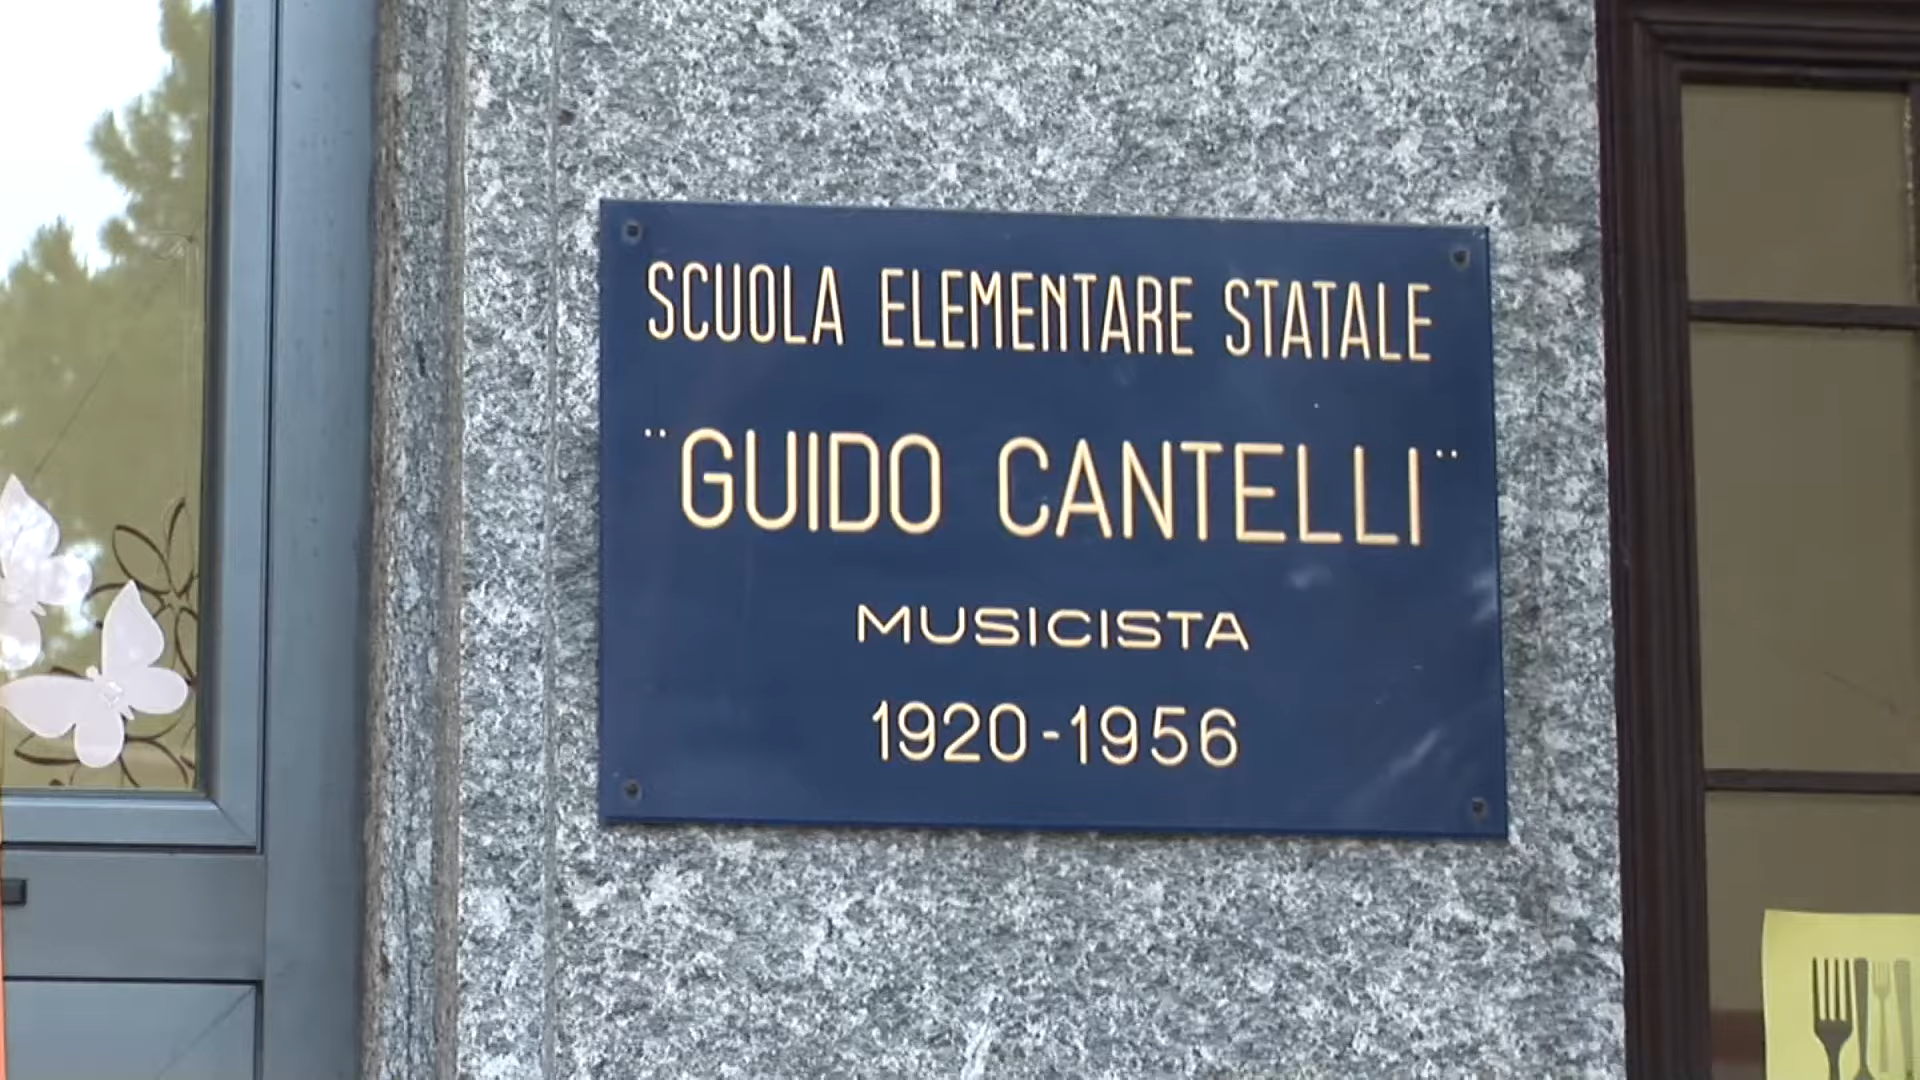 SCUOLA ELEMENTARE STATALE
¨GUIDO CANTELLI¨
MUSICISTA
1920-1956